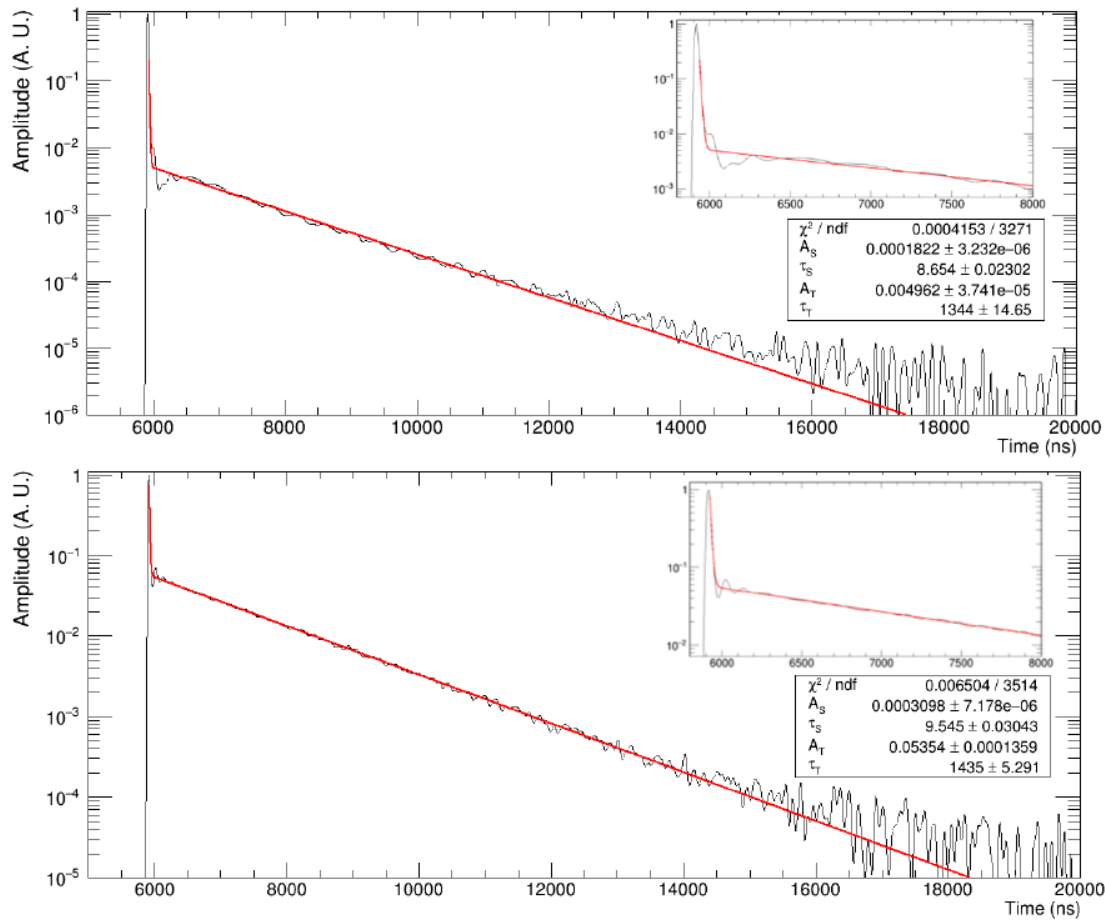 Amplitude (A. U.)
1
10⁻¹
10⁻²
10⁻³
10⁻⁴
10⁻⁵
10⁻⁶
6000 8000 10000 12000 14000 16000 18000 20000
Time (ns)
1
10⁻¹
10⁻²
10⁻³
6000 6500 7000 7500 8000
χ² / ndf 0.0004153 / 3271
A_S 0.0001822 ± 3.232e−06
τ_S 8.654 ± 0.02302
A_T 0.004962 ± 3.741e−05
τ_T 1344 ± 14.65
Amplitude (A. U.)
1
10⁻¹
10⁻²
10⁻³
10⁻⁴
10⁻⁵
6000 8000 10000 12000 14000 16000 18000 20000
Time (ns)
1
10⁻¹
10⁻²
6000 6500 7000 7500 8000
χ² / ndf 0.006504 / 3514
A_S 0.0003098 ± 7.178e−06
τ_S 9.545 ± 0.03043
A_T 0.05354 ± 0.0001359
τ_T 1435 ± 5.291